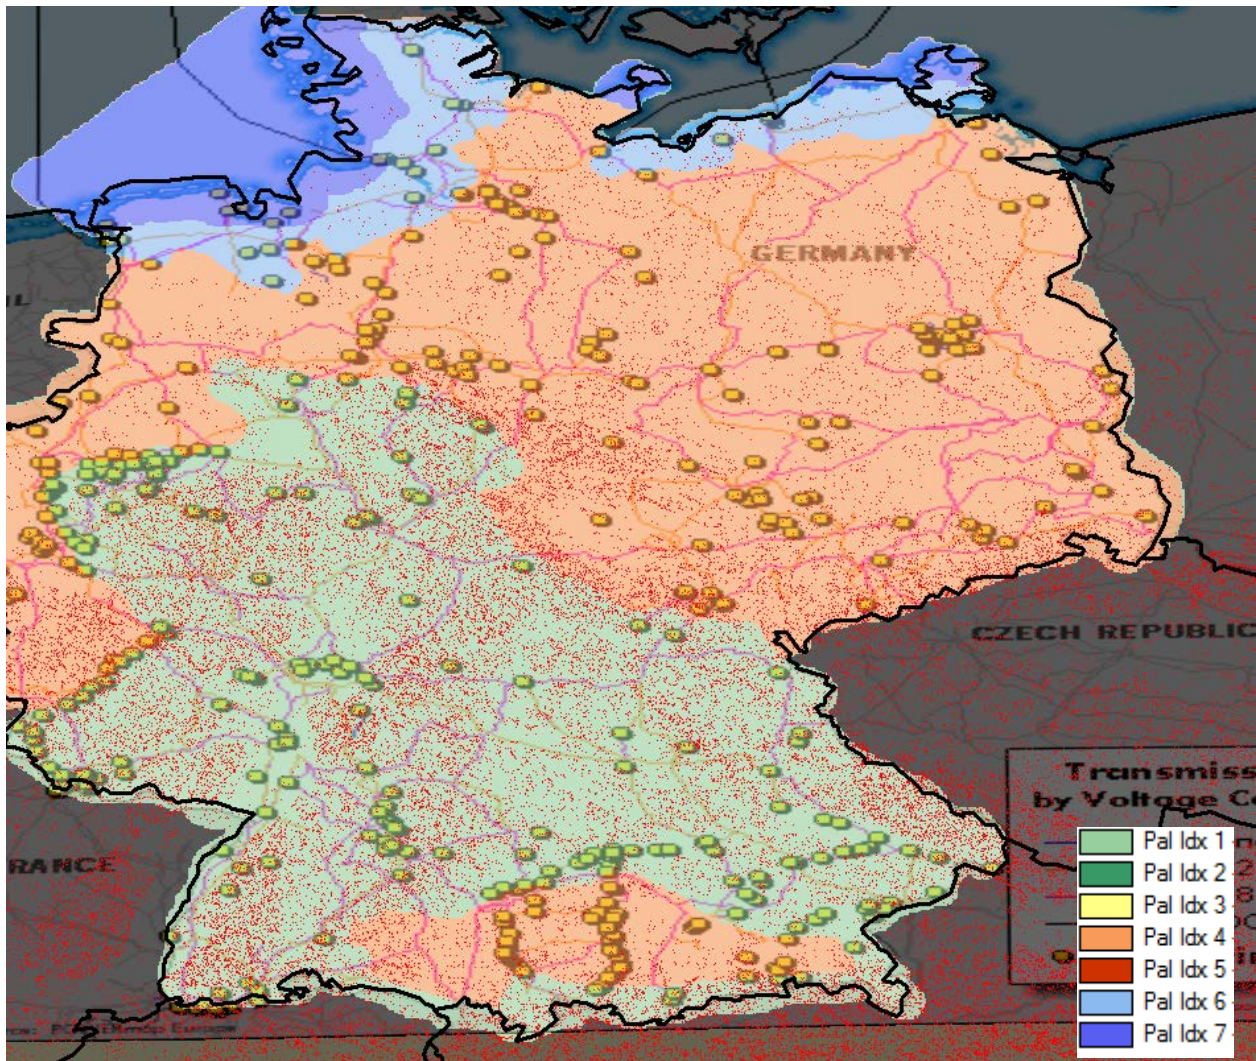 GERMANY
CZECH REPUBLIC
Transmiss
by Voltage Co
RANCE
Pal Idx 1
Pal Idx 2
Pal Idx 3
Pal Idx 4
Pal Idx 5
Pal Idx 6
Pal Idx 7